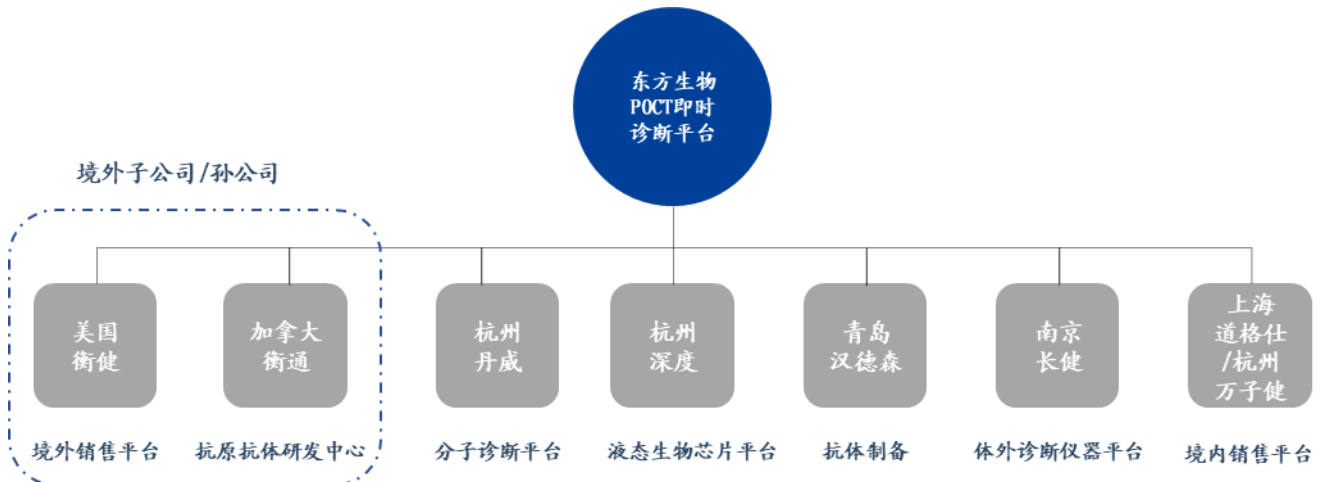 东方生物
POCT即时
诊断平台
境外子公司/孙公司
美国
衡健
加拿大
衡通
杭州
丹威
杭州
深度
青岛
汉德森
南京
长健
上海
道格仕
/杭州
万子健
境外销售平台
抗原抗体研发中心
分子诊断平台
液态生物芯片平台
抗体制备
体外诊断仪器平台
境内销售平台